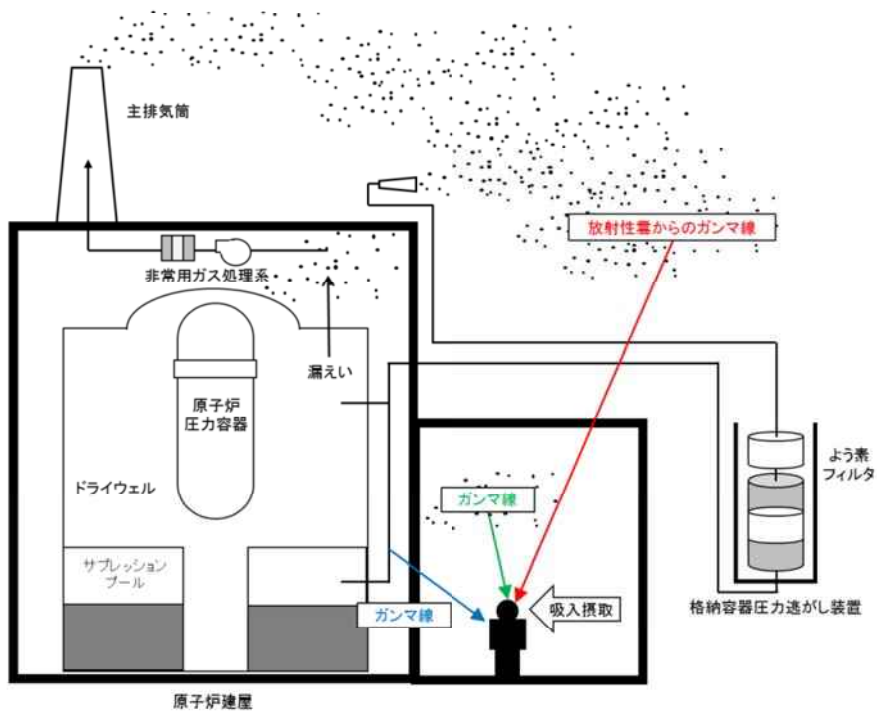 主排気筒
放射性雲からのガンマ線
非常用ガス処理系
漏えい
原子炉
圧力容器
よう素
フィルタ
ドライウェル
ガンマ線
サプレッション
プール
ガンマ線
吸入摂取
格納容器圧力逃がし装置
原子炉建屋